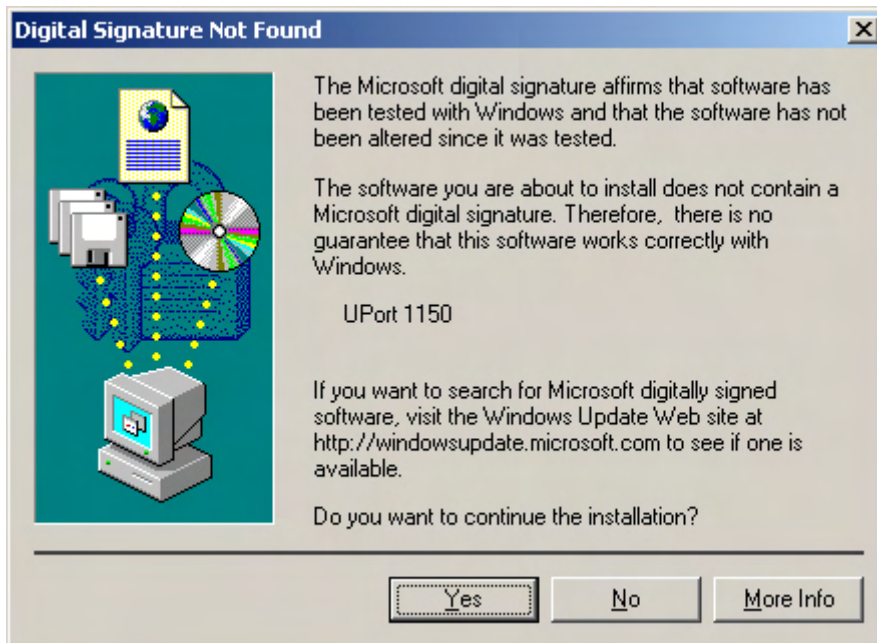 Digital Signature Not Found
The Microsoft digital signature affirms that software has
been tested with Windows and that the software has not
been altered since it was tested.
The software you are about to install does not contain a
Microsoft digital signature. Therefore,  there is no
guarantee that this software works correctly with
Windows.
UPort 1150
If you want to search for Microsoft digitally signed
software, visit the Windows Update Web site at
http://windowsupdate.microsoft.com to see if one is
available.
Do you want to continue the installation?
Yes
No
More Info